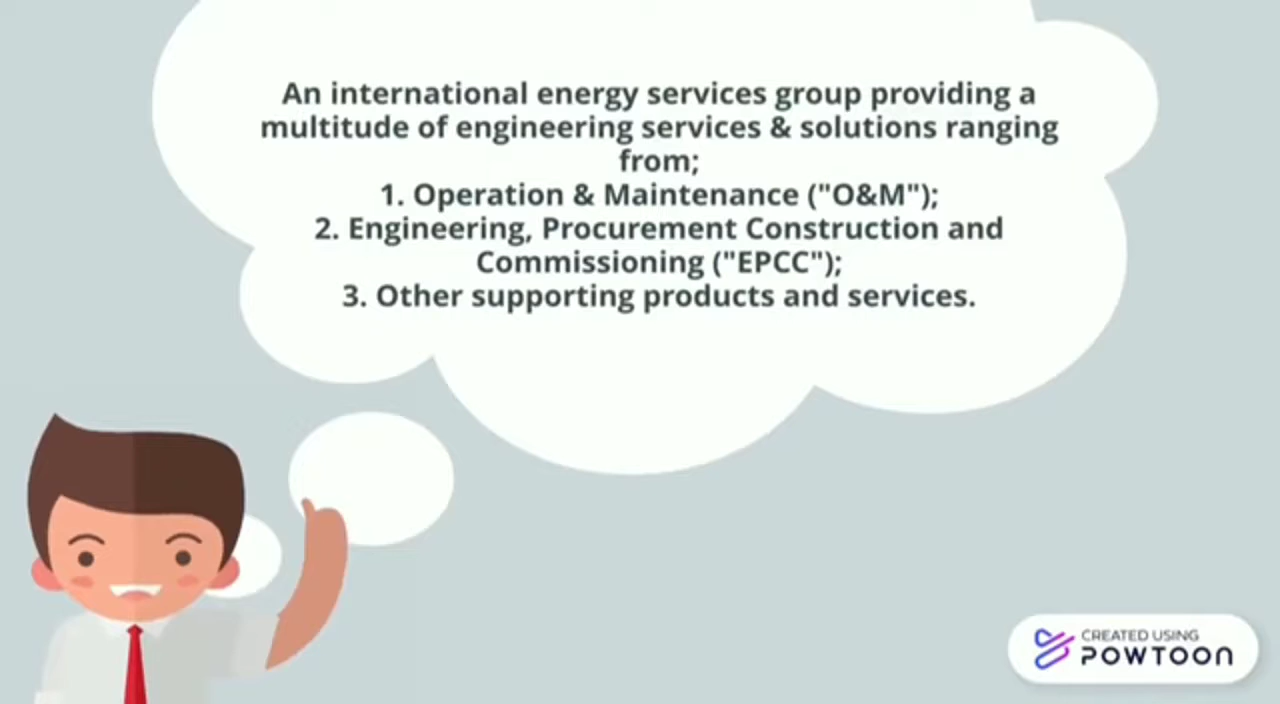 An international energy services group providing a
multitude of engineering services & solutions ranging
from;
1. Operation & Maintenance ("O&M");
2. Engineering, Procurement Construction and
Commissioning ("EPCC");
3. Other supporting products and services.
CREATED USING
POWTOON